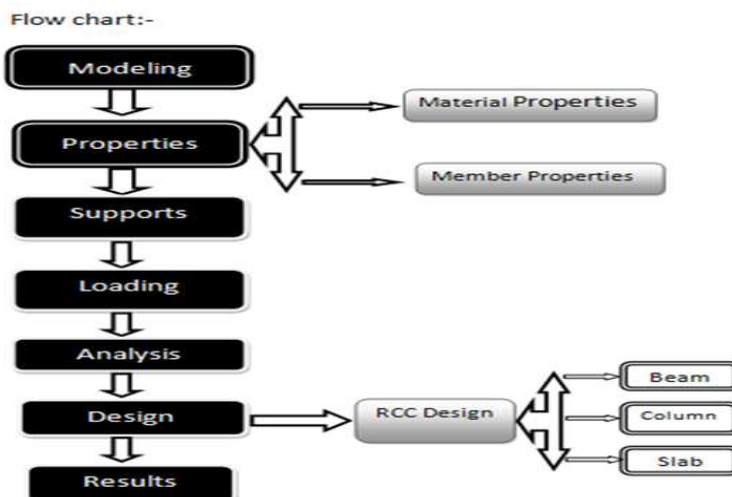 Flow chart:-
Modeling
Material Properties
Properties
Member Properties
Supports
Loading
Analysis
Beam
Design
RCC Design
Column
Slab
Results